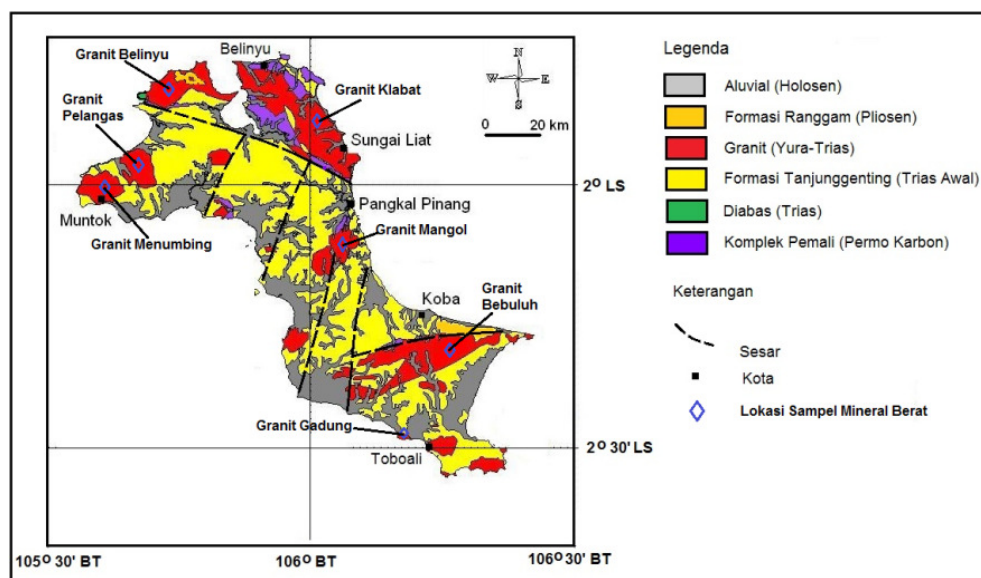 Belinyu
Granit Belinyu
Granit
Pelangas
Granit Klabat
Sungai Liat
N
W E
S
0 20 km
2° LS
Muntok
Granit Menumbing
Pangkal Pinang
Granit Mangol
Koba
Granit
Bebuluh
Granit Gadung
Toboali
2° 30' LS
105° 30' BT
106° BT
106° 30' BT
Legenda
Aluvial (Holosen)
Formasi Ranggam (Pliosen)
Granit (Yura-Trias)
Formasi Tanjunggenting (Trias Awal)
Diabas (Trias)
Komplek Pemali (Permo Karbon)
Keterangan
Sesar
Kota
Lokasi Sampel Mineral Berat